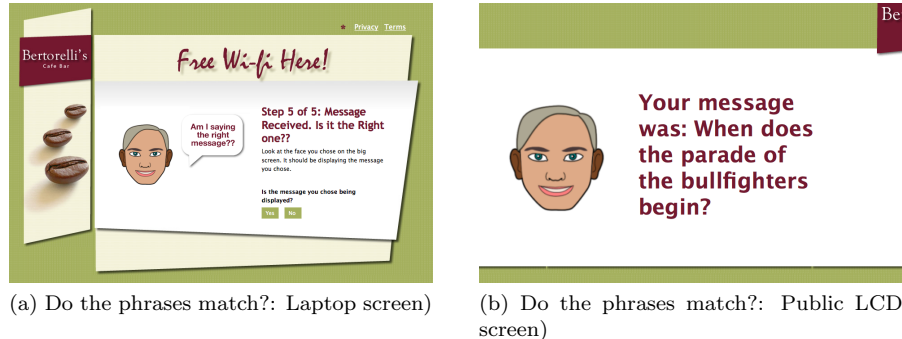 * Privacy Terms
Bertorelli's
Cafe Bar
Free Wi-fi Here!
Step 5 of 5: Message
Received. Is it the Right
one??
Am I saying
the right
message??
Look at the face you chose on the big
screen. It should be displaying the message
you chose.
Is the message you chose being
displayed?
Yes No
(a) Do the phrases match?: Laptop screen)
Be
Your message
was: When does
the parade of
the bullfighters
begin?
(b) Do the phrases match?: Public LCD
screen)